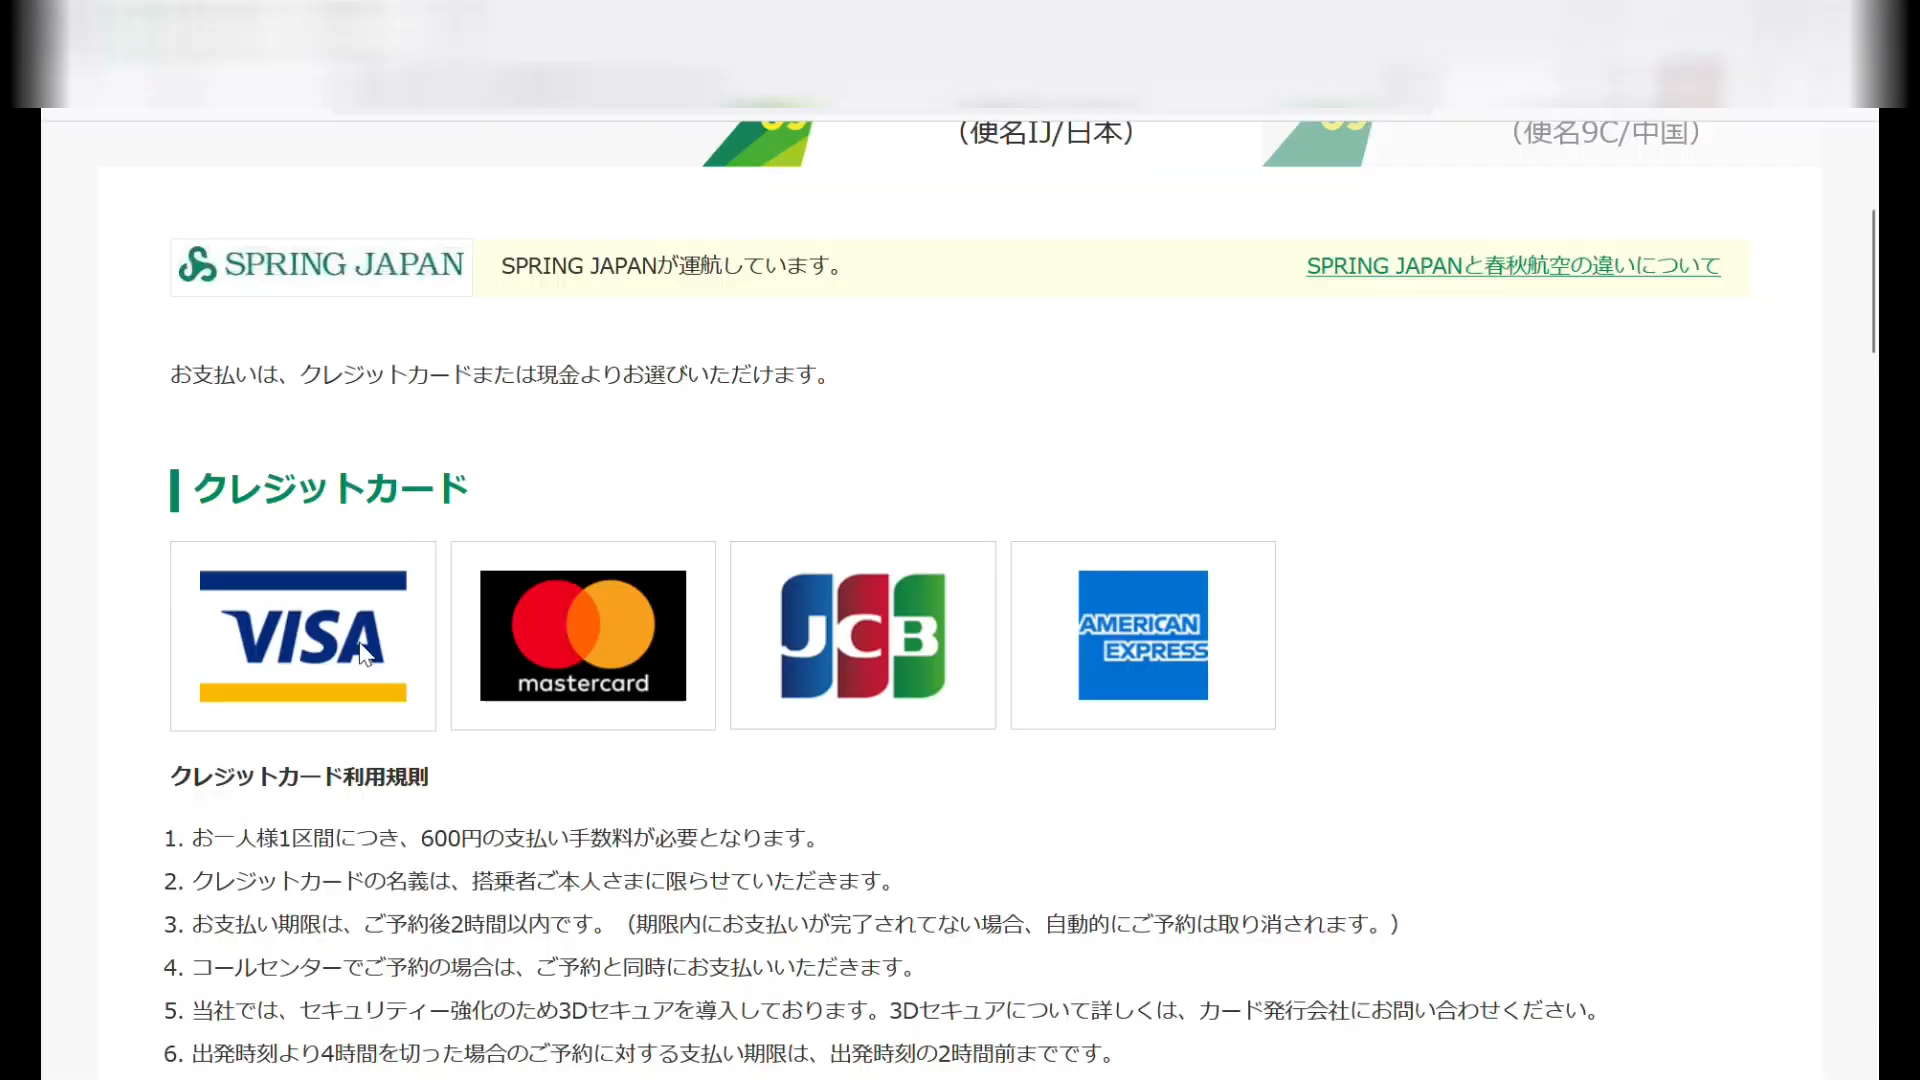 （便名IJ/日本）
（便名9C/中国）
SPRING JAPAN
SPRING JAPANが運航しています。
SPRING JAPANと春秋航空の違いについて
お支払いは、クレジットカードまたは現金よりお選びいただけます。
クレジットカード
VISA
mastercard
JCB
AMERICAN
EXPRESS
クレジットカード利用規則
1. お一人様1区間につき、600円の支払い手数料が必要となります。
2. クレジットカードの名義は、搭乗者ご本人さまに限らせていただきます。
3. お支払い期限は、ご予約後2時間以内です。（期限内にお支払いが完了されてない場合、自動的にご予約は取り消されます。）
4. コールセンターでご予約の場合は、ご予約と同時にお支払いいただきます。
5. 当社では、セキュリティー強化のため3Dセキュアを導入しております。3Dセキュアについて詳しくは、カード発行会社にお問い合わせください。
6. 出発時刻より4時間を切った場合のご予約に対する支払い期限は、出発時刻の2時間前までです。